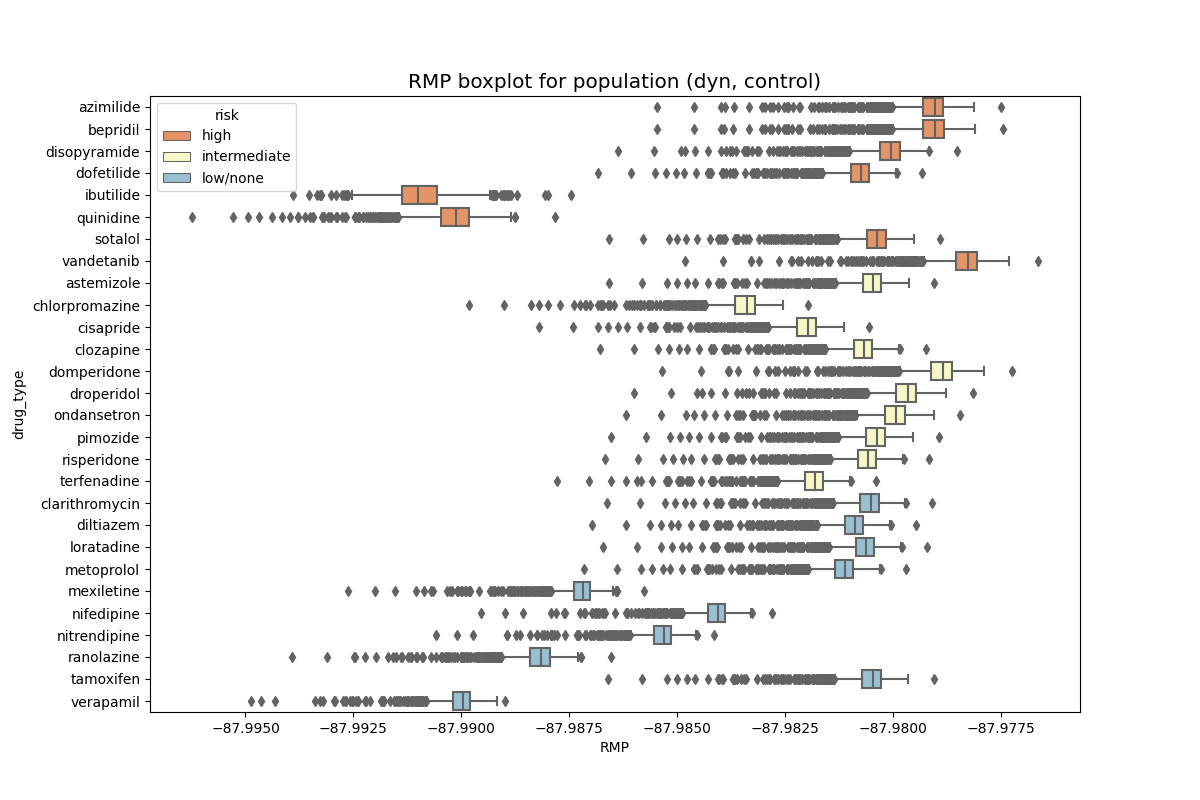 RMP boxplot for population (dyn, control)
risk
high
intermediate
low/none
azimilide
bepridil
disopyramide
dofetilide
ibutilide
quinidine
sotalol
vandetanib
astemizole
chlorpromazine
cisapride
clozapine
domperidone
droperidol
ondansetron
pimozide
risperidone
terfenadine
clarithromycin
diltiazem
loratadine
metoprolol
mexiletine
nifedipine
nitrendipine
ranolazine
tamoxifen
verapamil
drug_type
−87.9950 −87.9925 −87.9900 −87.9875 −87.9850 −87.9825 −87.9800 −87.9775
RMP